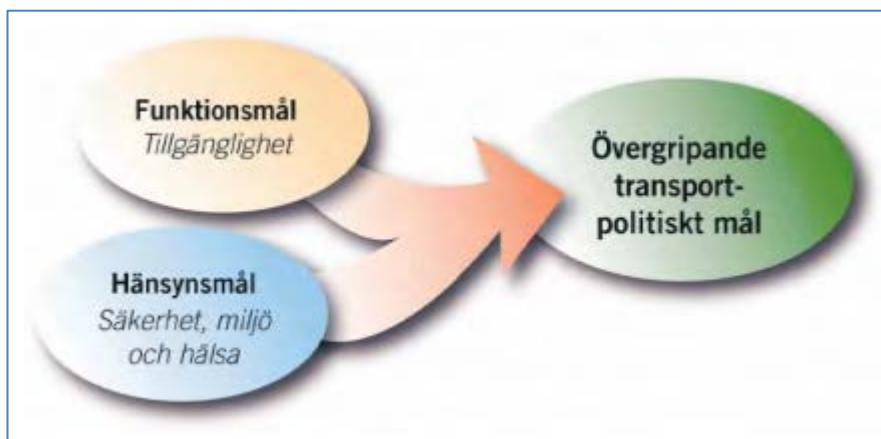 Funktionsmål
Tillgänglighet
Hänsynsmål
Säkerhet, miljö
och hälsa
Övergripande
transport-
politiskt mål